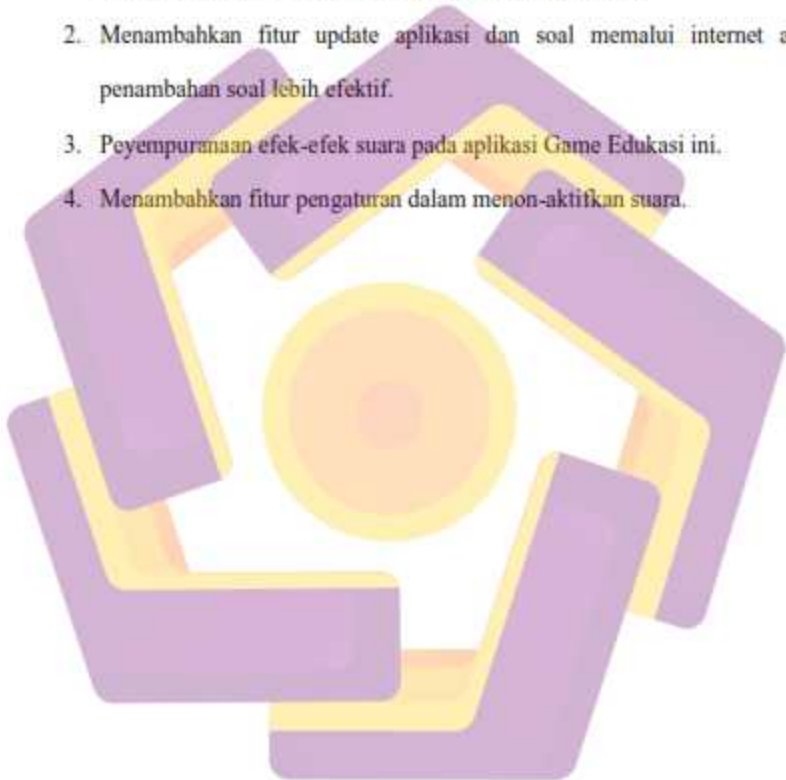 2. Menambahkan fitur update aplikasi dan soal memalui internet
penambahan soal lebih efektif.
3. Peyempuranaan efek-efek suara pada aplikasi Game Edukasi ini.
4. Menambahkan fitur pengaturan dalam menon-aktifkan suara.